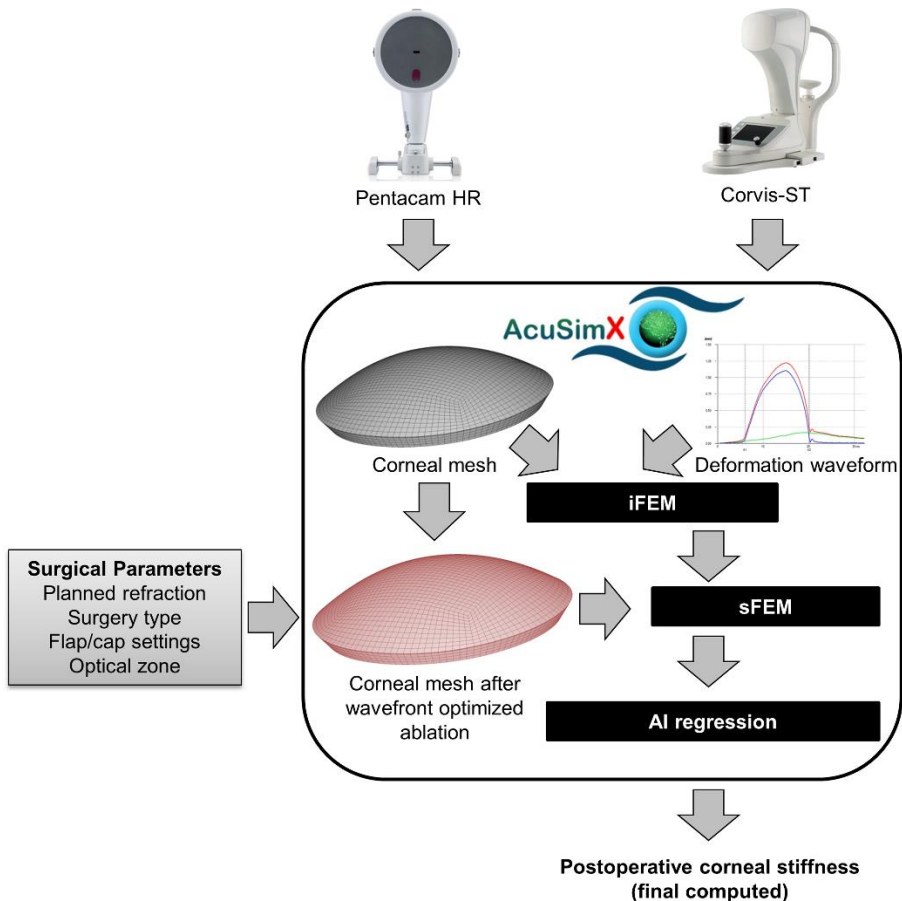 Pentacam HR
Corvis-ST
AcuSimX
Corneal mesh
Deformation waveform
iFEM
Surgical Parameters
Planned refraction
Surgery type
Flap/cap settings
Optical zone
sFEM
Corneal mesh after
wavefront optimized
ablation
AI regression
Postoperative corneal stiffness
(final computed)